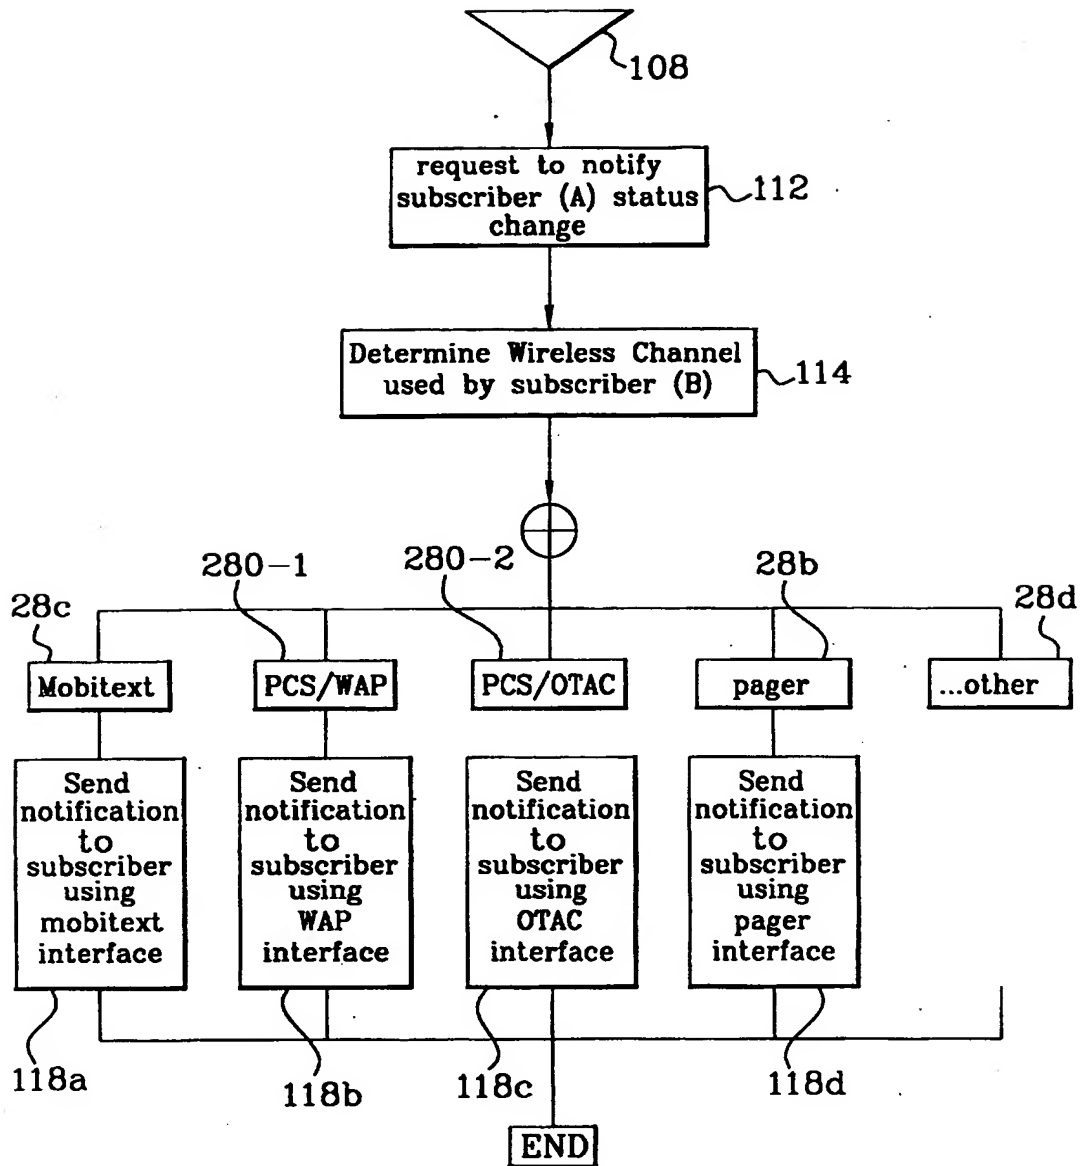 108
request to notify
subscriber (A) status
change
112
Determine Wireless Channel
used by subscriber (B)
114
28c
280-1
280-2
28b
28d
Mobitext
PCS/WAP
PCS/OTAC
pager
...other
Send
notification
to
subscriber
using
mobitext
interface
Send
notification
to
subscriber
using
WAP
interface
Send
notification
to
subscriber
using
OTAC
interface
Send
notification
to
subscriber
using
pager
interface
118a
118b
118c
118d
END